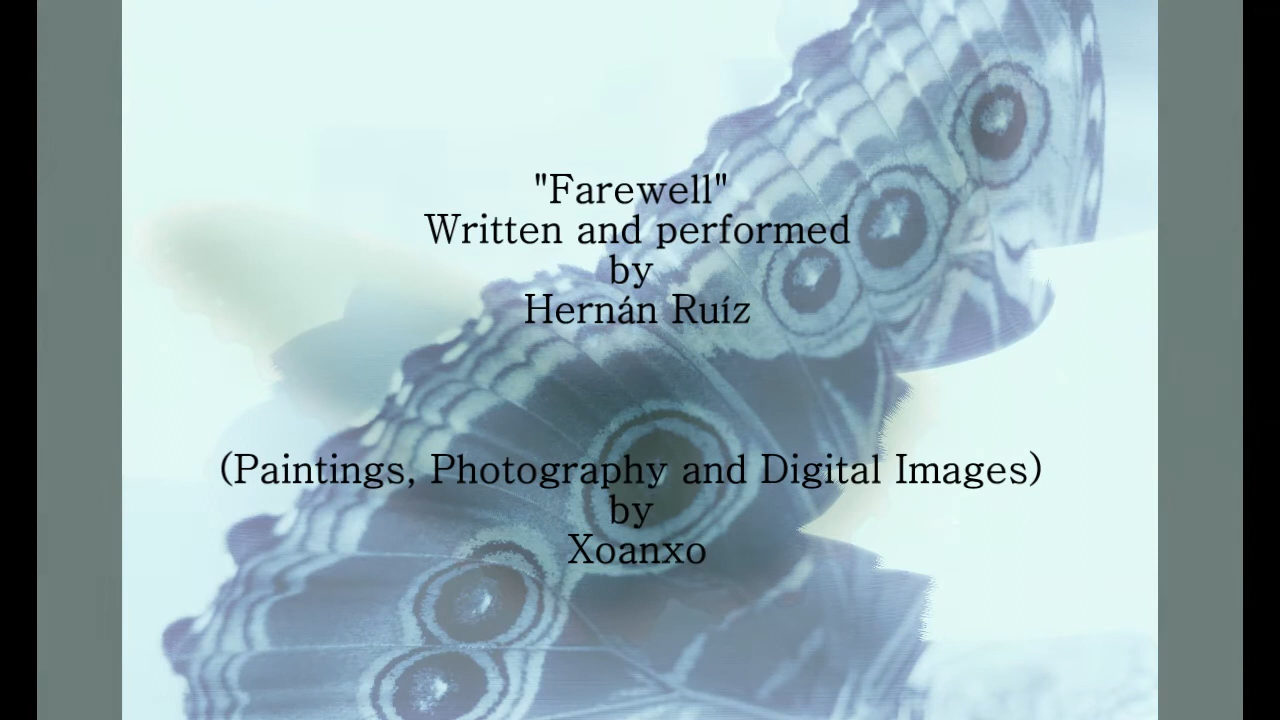 "Farewell"
Written and performed
by
Hernán Ruíz
(Paintings, Photography and Digital Images)
by
Xoanxo